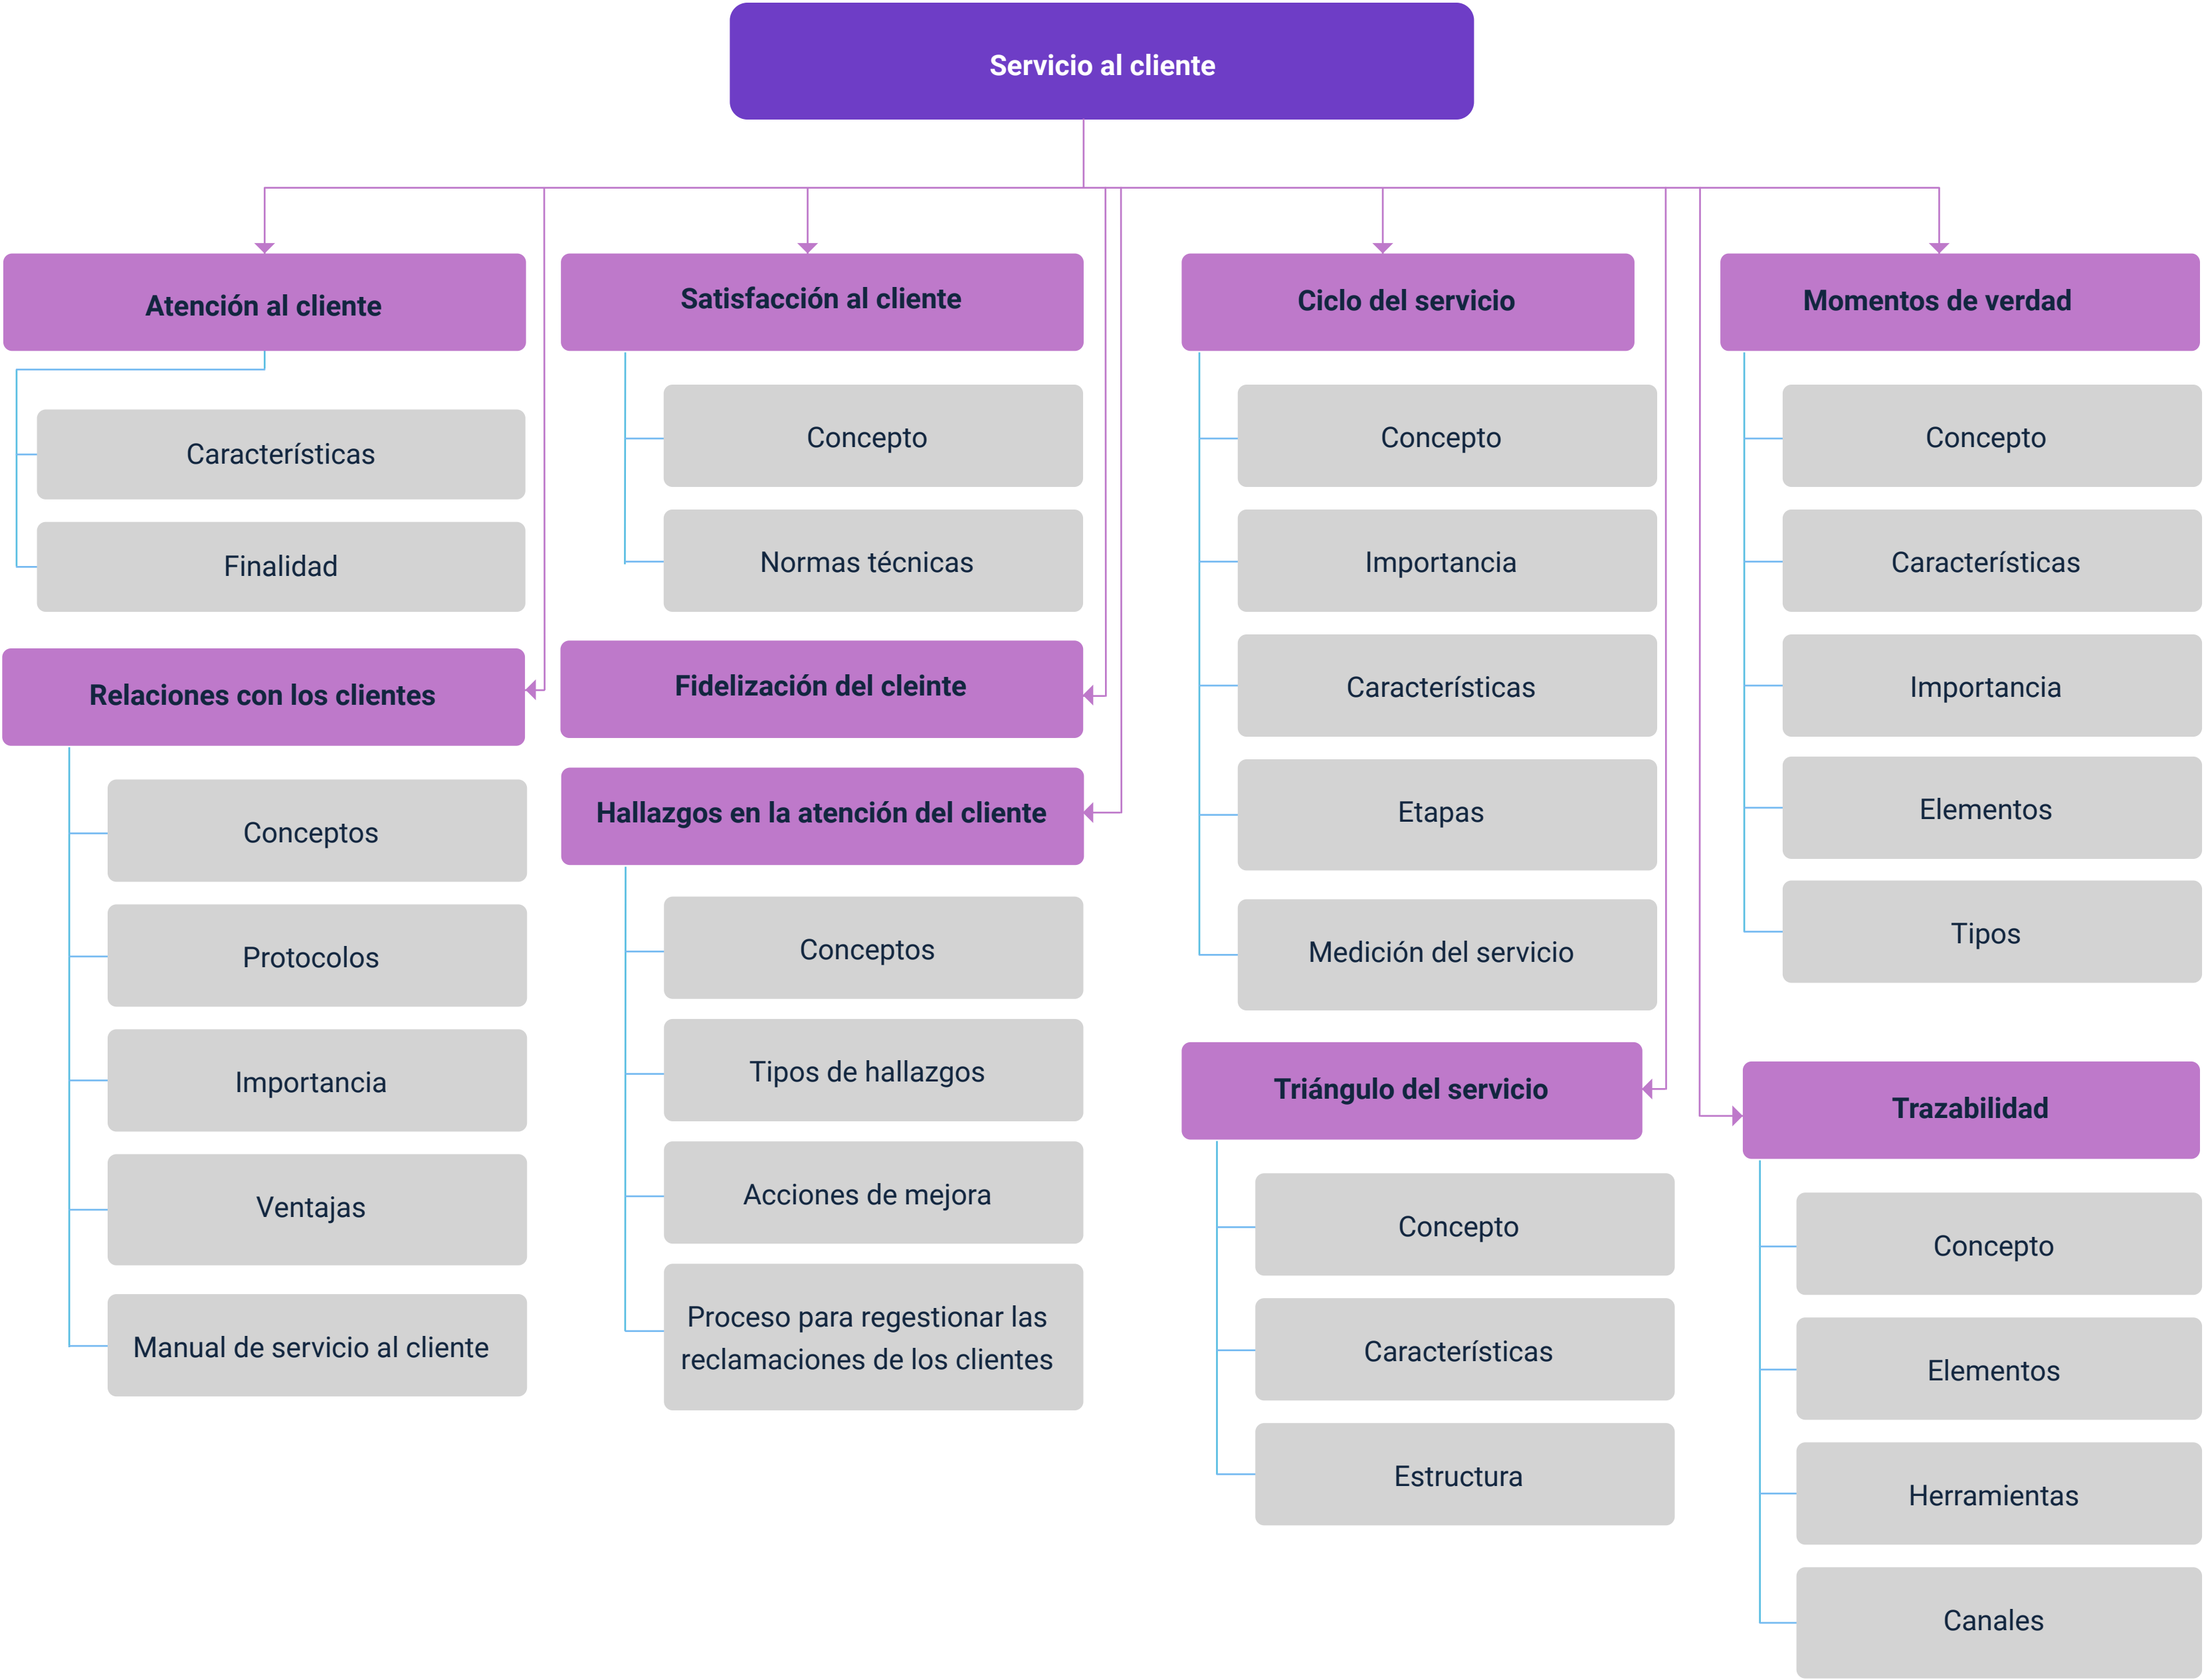 Servicio al cliente
Atención al cliente
Características
Finalidad
Relaciones con los clientes
Conceptos
Protocolos
Importancia
Ventajas
Manual de servicio al cliente
Satisfacción al cliente
Concepto
Normas técnicas
Fidelización del cleinte
Hallazgos en la atención del cliente
Conceptos
Tipos de hallazgos
Acciones de mejora
Proceso para regestionar las
reclamaciones de los clientes
Ciclo del servicio
Concepto
Importancia
Características
Etapas
Medición del servicio
Triángulo del servicio
Concepto
Características
Estructura
Momentos de verdad
Concepto
Características
Importancia
Elementos
Tipos
Trazabilidad
Concepto
Elementos
Herramientas
Canales